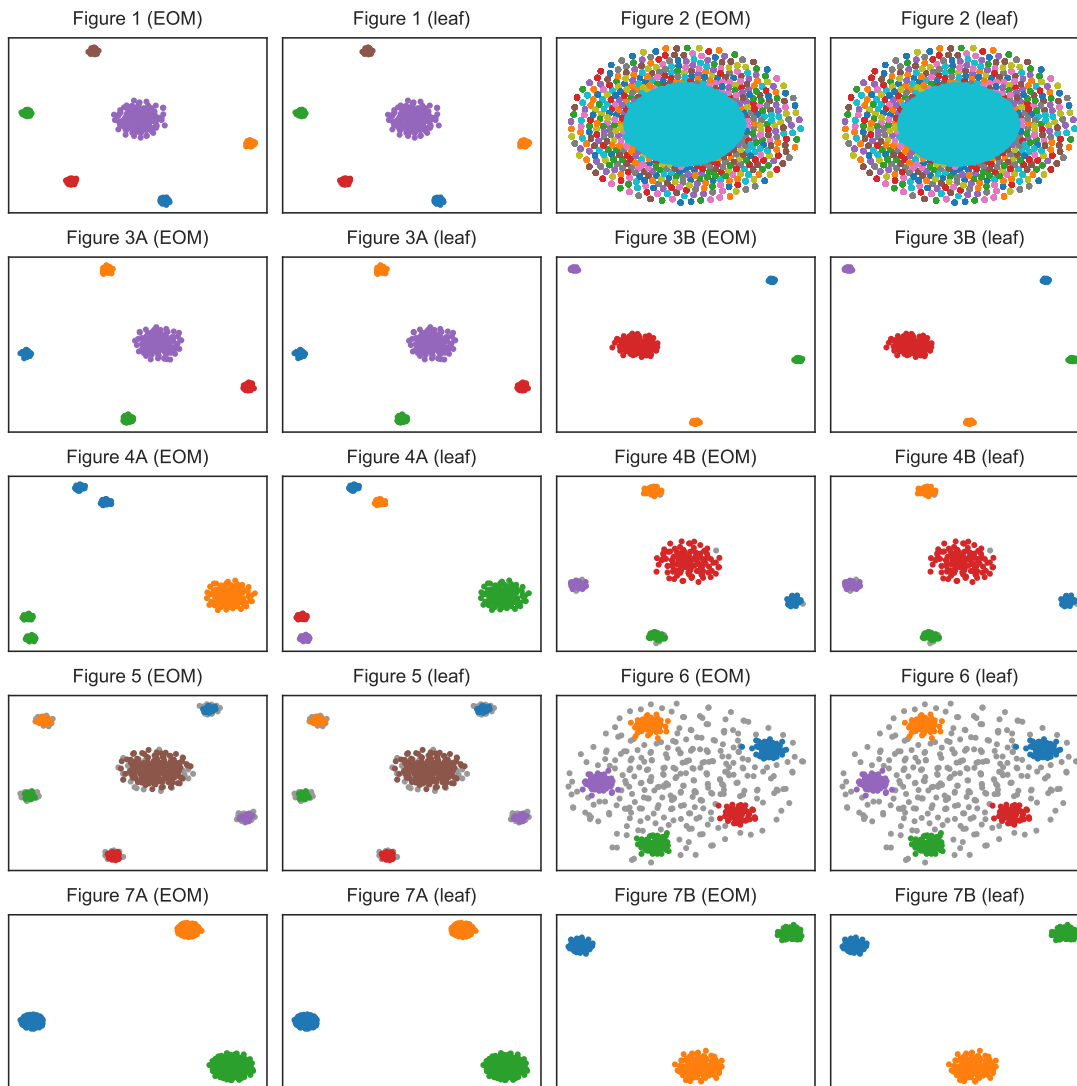 Figure 1 (EOM)
Figure 1 (leaf)
Figure 2 (EOM)
Figure 2 (leaf)
Figure 3A (EOM)
Figure 3A (leaf)
Figure 3B (EOM)
Figure 3B (leaf)
Figure 4A (EOM)
Figure 4A (leaf)
Figure 4B (EOM)
Figure 4B (leaf)
Figure 5 (EOM)
Figure 5 (leaf)
Figure 6 (EOM)
Figure 6 (leaf)
Figure 7A (EOM)
Figure 7A (leaf)
Figure 7B (EOM)
Figure 7B (leaf)